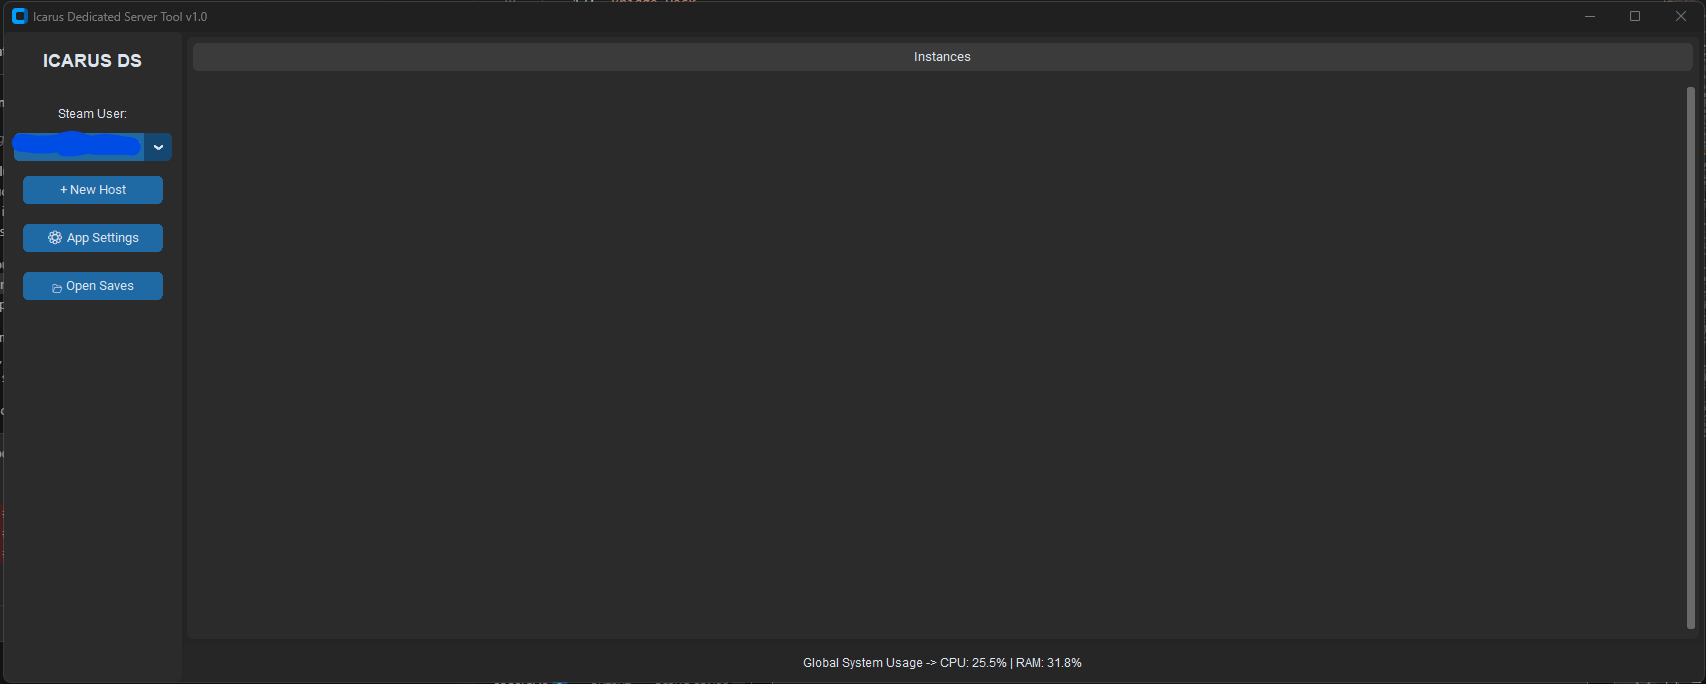 Icarus Dedicated Server Tool v1.0
ICARUS DS
Steam User:
+ New Host
App Settings
Open Saves
Instances
Global System Usage -> CPU: 25.5% | RAM: 31.8%